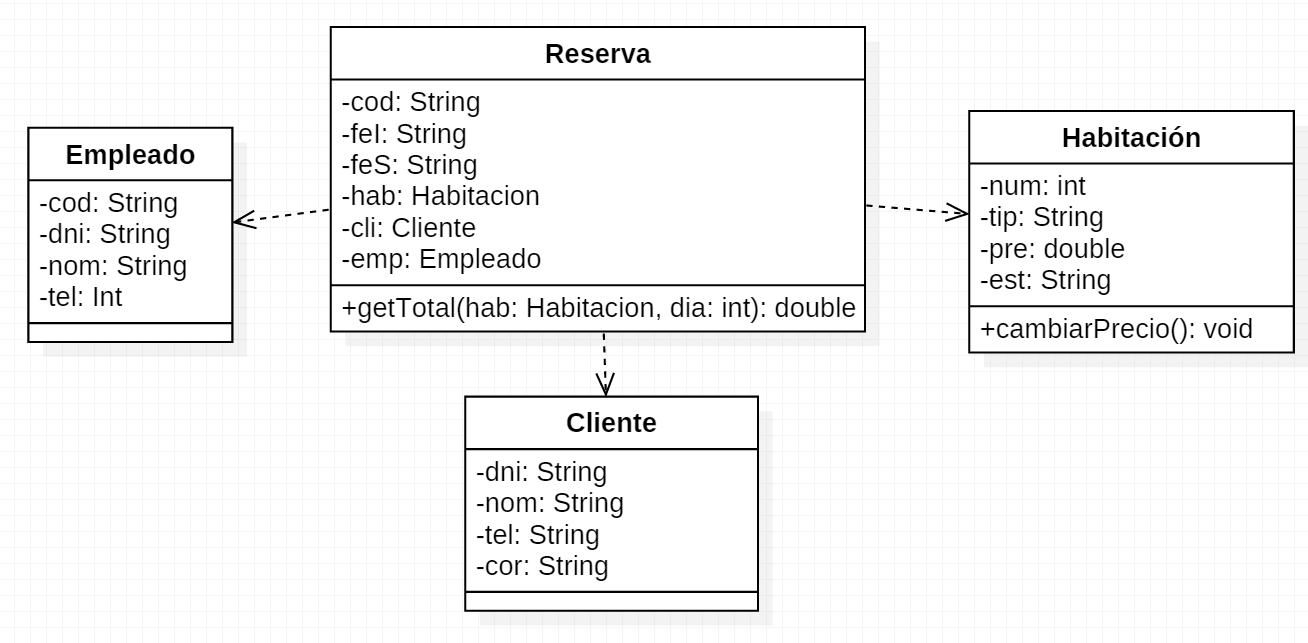 Reserva
-cod: String
-feI: String
-feS: String
-hab: Habitacion
-cli: Cliente
-emp: Empleado
+getTotal(hab: Habitacion, dia: int): double
Empleado
-cod: String
-dni: String
-nom: String
-tel: Int
Habitación
-num: int
-tip: String
-pre: double
-est: String
+cambiarPrecio(): void
Cliente
-dni: String
-nom: String
-tel: String
-cor: String